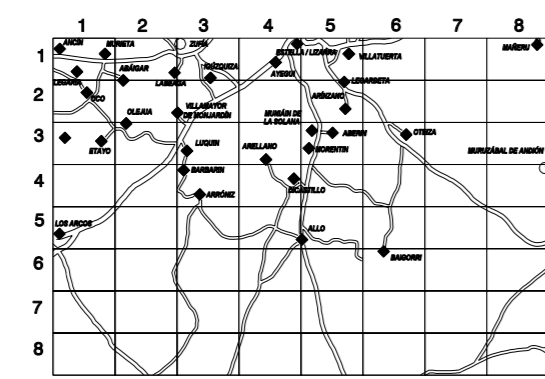 1 2 3 4 5 6 7 8
1
2
3
4
5
6
7
8
ANCÍN
MURIETA
ZUFÍA
ESTELLA / LIZARRA
MAÑERU
ABÁIGAR
IGÚZQUIZA
AYEGUI
VILLATUERTA
LEGARIA
LABEAGA
LEGARDETA
OCO
OLEJUA
VILLAMAYOR
DE MONJARDÍN
ARÍNZANO
MUNIÁIN DE
LA SOLANA
ABERIN
OTEIZA
ETAYO
LUQUIN
ARELLANO
MORENTIN
MURUZÁBAL DE ANDIÓN
BARBARIN
DICASTILLO
ARRÓNIZ
LOS ARCOS
ALLO
BAIGORRI